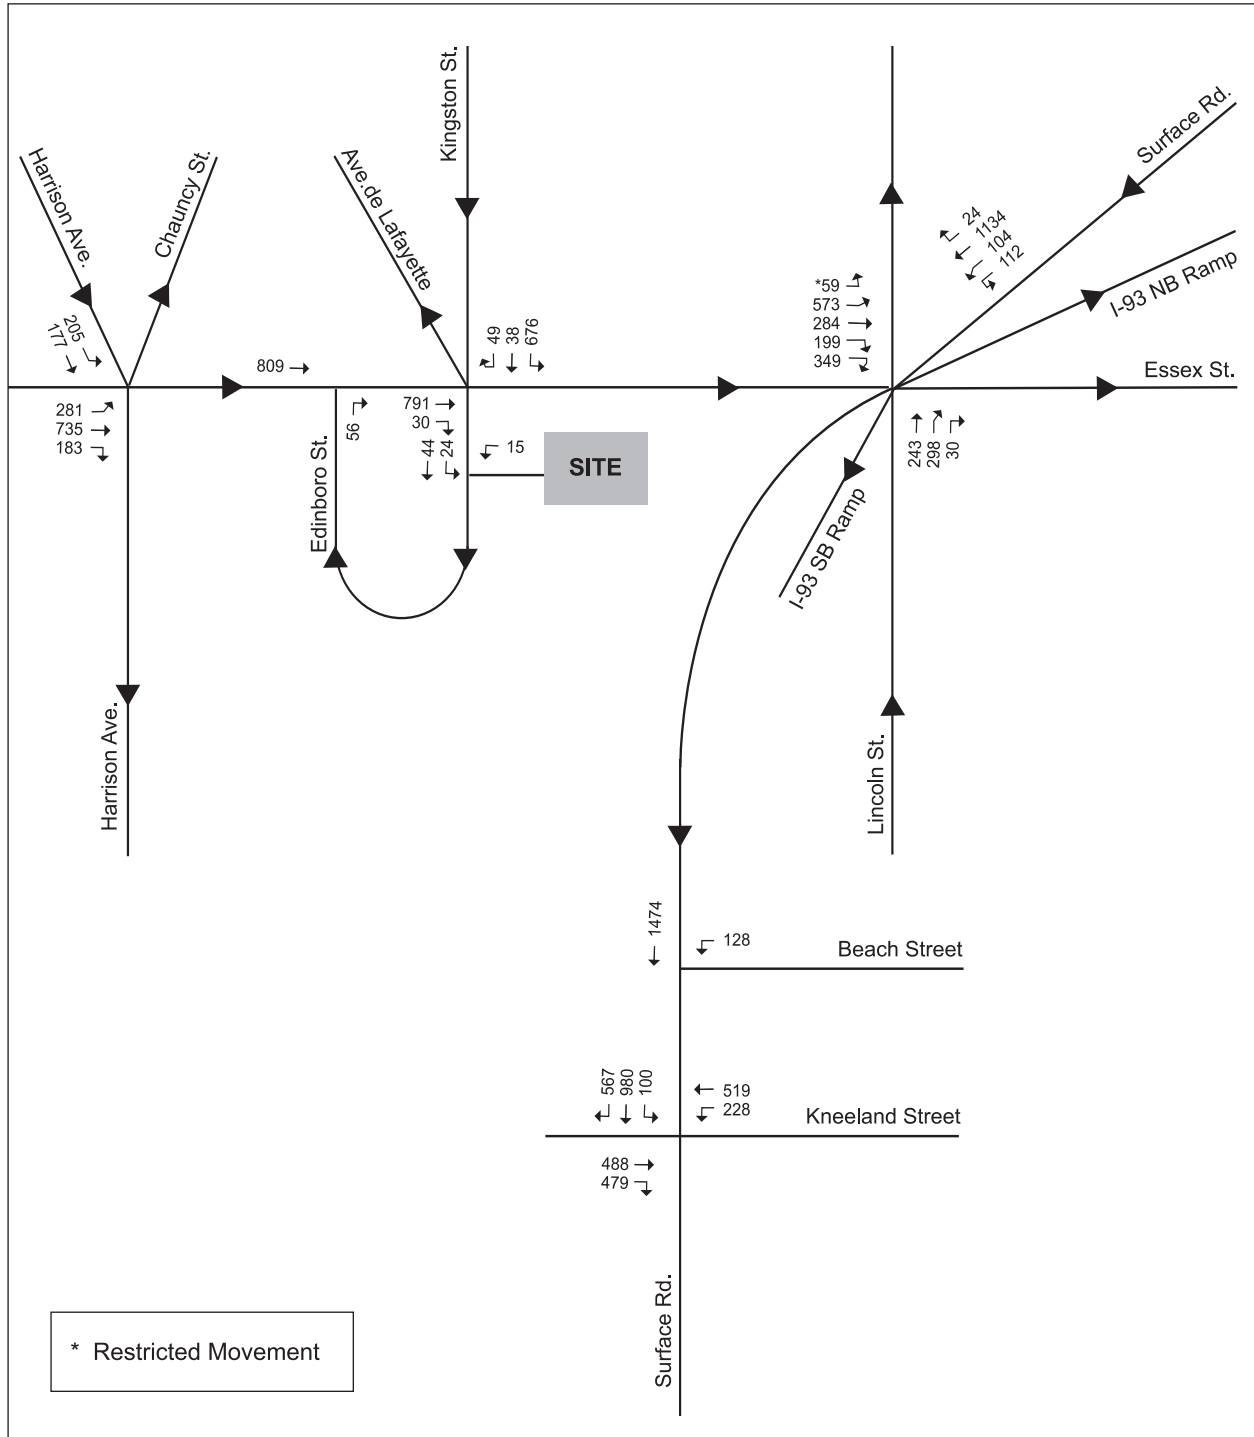 Kingston St.
Surface Rd.
Harrison Ave.
Chauncy St.
Ave.de Lafayette
I-93 NB Ramp
24
1134
104
112
*59
573
284
199
349
205
177
49
38
676
809
Essex St.
281
735
183
56
791
30
44
24
15
SITE
243
298
30
Edinboro St.
I-93 SB Ramp
Harrison Ave.
Lincoln St.
1474
128
Beach Street
567
980
100
519
228
Kneeland Street
488
479
Surface Rd.
* Restricted Movement